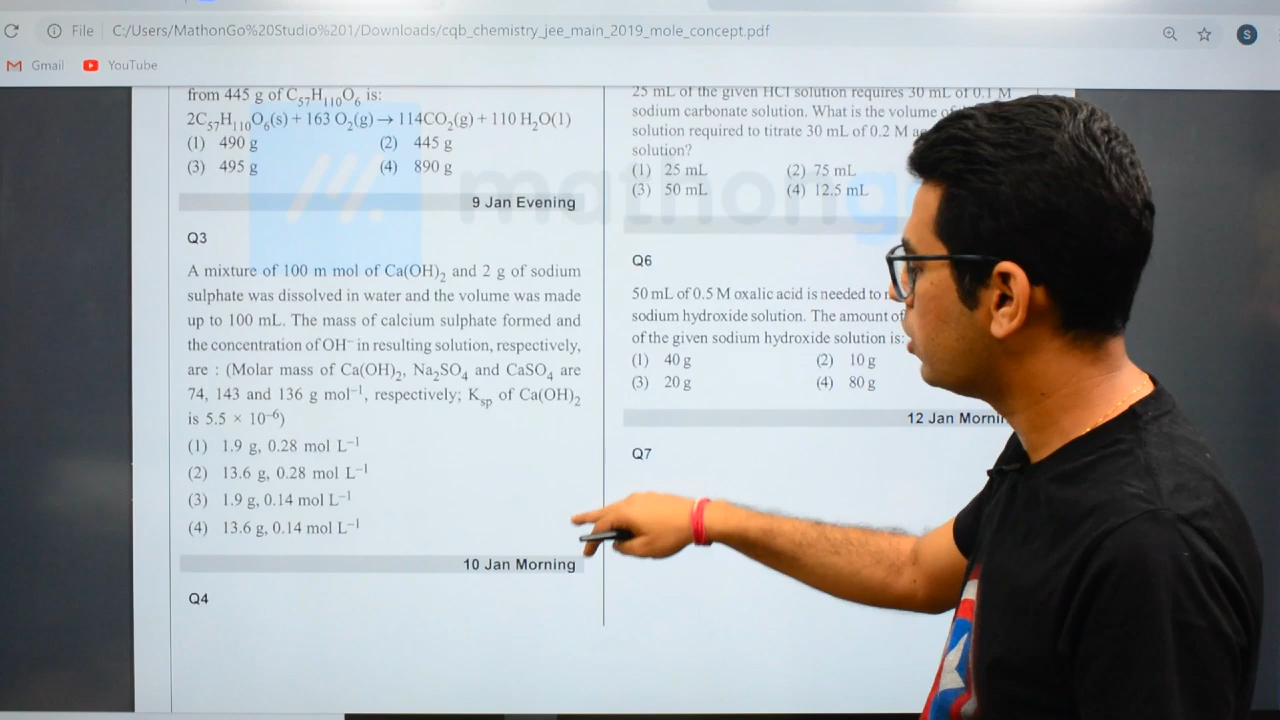 File
C:/Users/MathonGo%20Studio%201/Downloads/cqb_chemistry_jee_main_2019_mole_concept.pdf
S
Gmail
YouTube
from 445 g of C₅₇H₁₁₀O₆ is:
2C₅₇H₁₁₀O₆(s) + 163 O₂(g) → 114CO₂(g) + 110 H₂O(1)
(1) 490 g (2) 445 g
(3) 495 g (4) 890 g
9 Jan Evening
Q3
A mixture of 100 m mol of Ca(OH)₂ and 2 g of sodium
sulphate was dissolved in water and the volume was made
up to 100 mL. The mass of calcium sulphate formed and
the concentration of OH⁻ in resulting solution, respectively,
are : (Molar mass of Ca(OH)₂, Na₂SO₄ and CaSO₄ are
74, 143 and 136 g mol⁻¹, respectively; Kₛₚ of Ca(OH)₂
is 5.5 × 10⁻⁶)
(1) 1.9 g, 0.28 mol L⁻¹
(2) 13.6 g, 0.28 mol L⁻¹
(3) 1.9 g, 0.14 mol L⁻¹
(4) 13.6 g, 0.14 mol L⁻¹
10 Jan Morning
Q4
25 mL of the given HCl solution requires 30 mL of 0.1 M
sodium carbonate solution. What is the volume
solution required to titrate 30 mL of 0.2 M
solution?
(1) 25 mL (2) 75 mL
(3) 50 mL (4) 12.5 mL
Q6
50 mL of 0.5 M oxalic acid is needed to
sodium hydroxide solution. The amount of
of the given sodium hydroxide solution is:
(1) 40 g (2) 10 g
(3) 20 g (4) 80 g
12 Jan
Q7
mathongo